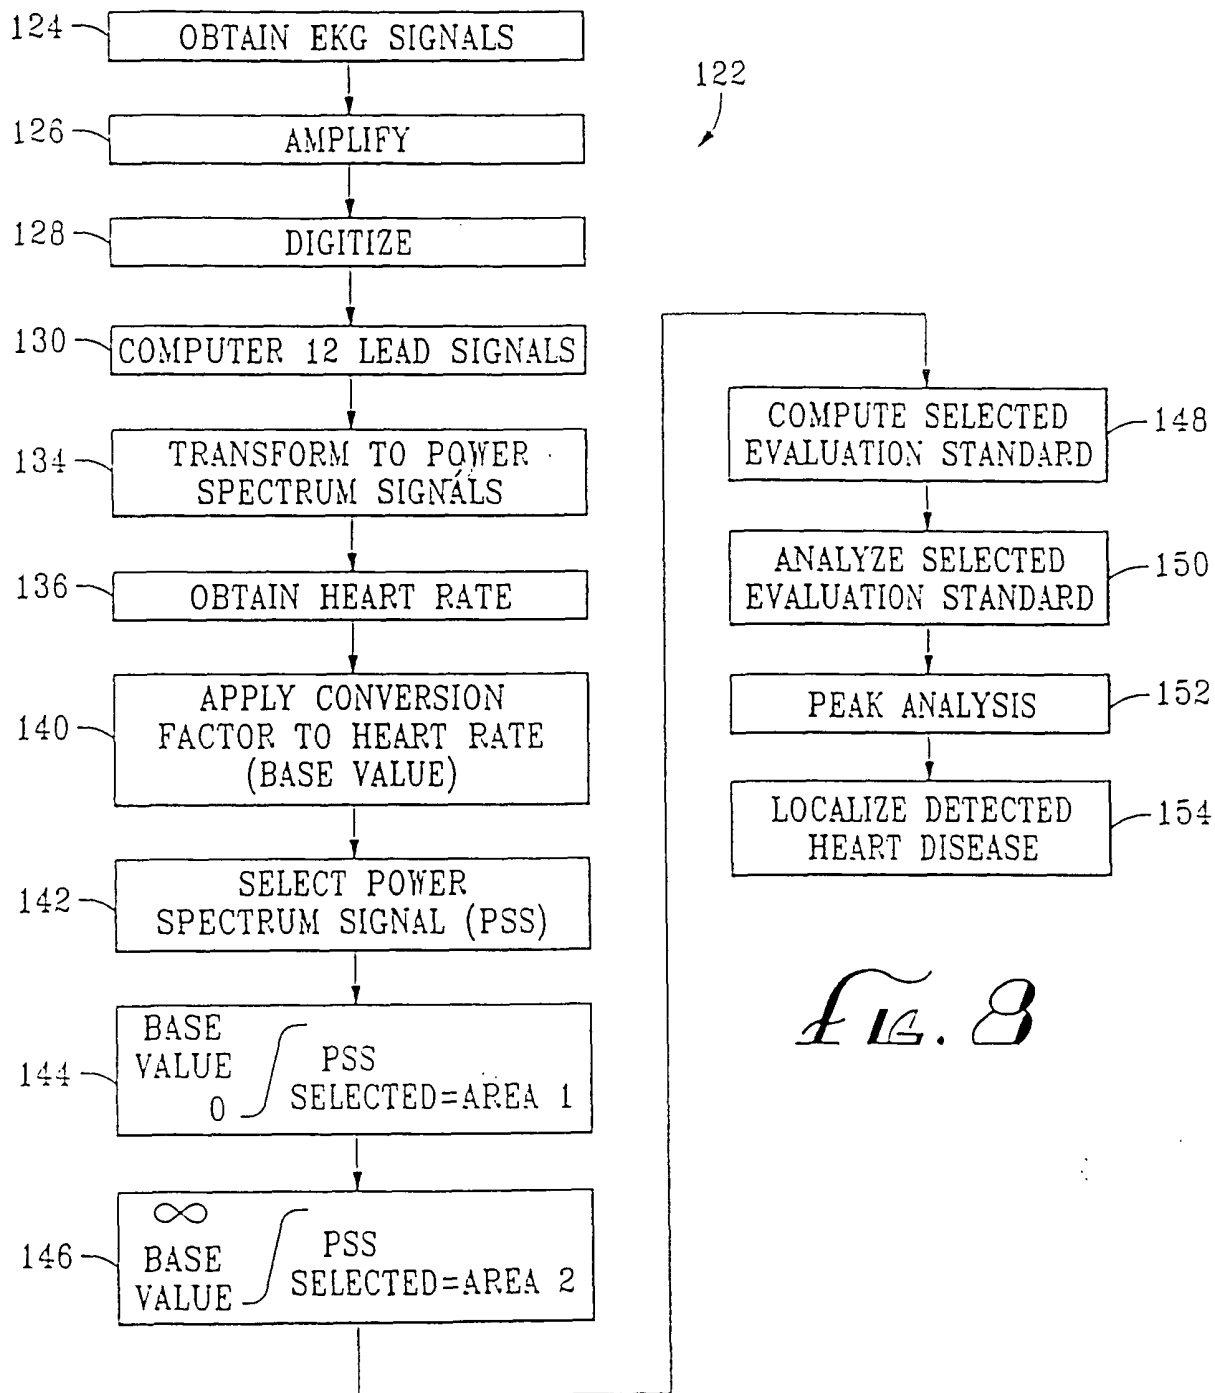 124
OBTAIN EKG SIGNALS
122
126
AMPLIFY
128
DIGITIZE
130
COMPUTER 12 LEAD SIGNALS
134
TRANSFORM TO POWER
SPECTRUM SIGNALS
136
OBTAIN HEART RATE
140
APPLY CONVERSION
FACTOR TO HEART RATE
(BASE VALUE)
142
SELECT POWER
SPECTRUM SIGNAL (PSS)
144
BASE
VALUE
0
PSS
SELECTED=AREA 1
146
∞
BASE
VALUE
PSS
SELECTED=AREA 2
COMPUTE SELECTED
EVALUATION STANDARD
148
ANALYZE SELECTED
EVALUATION STANDARD
150
PEAK ANALYSIS
152
LOCALIZE DETECTED
HEART DISEASE
154
FIG. 8